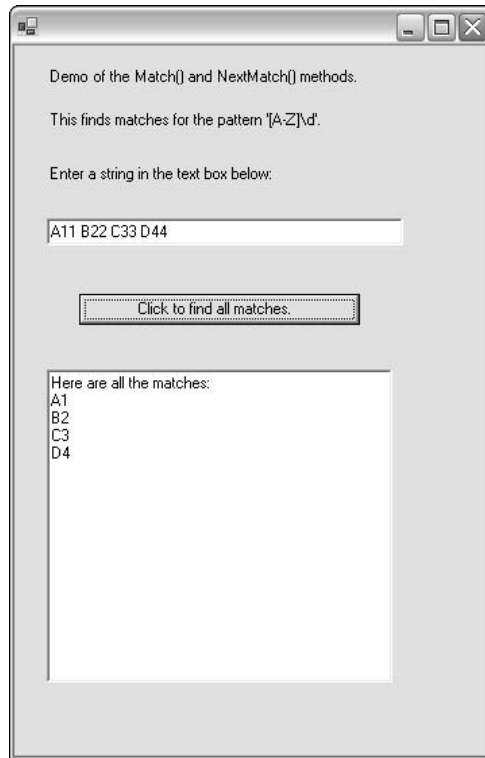 Demo of the Match() and NextMatch() methods.
This finds matches for the pattern '[A-Z]\d'.
Enter a string in the text box below:
A11 B22 C33 D44
Click to find all matches.
Here are all the matches:
A1
B2
C3
D4